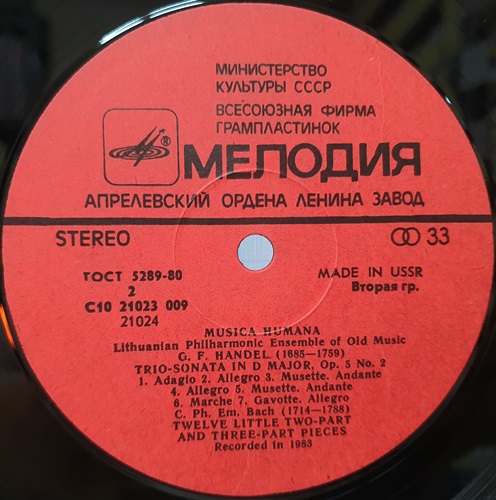 МИНИСТЕРСТВО
КУЛЬТУРЫ СССР
ВСЕСОЮЗНАЯ ФИРМА
ГРАМПЛАСТИНОК
®
МЕЛОДИЯ
АПРЕЛЕВСКИЙ ОРДЕНА ЛЕНИНА ЗАВОД
STEREO
33
ГОСТ 5289-80
MADE IN USSR
2
Вторая гр.
С10 21023 009
21024
MUSICA HUMANA
Lithuanian Philharmonic Ensemble of Old Music
G. F. HANDEL (1685—1759)
TRIO-SONATA IN D MAJOR, Op. 5 No. 2
1. Adagio 2. Allegro 3. Musette. Andante
4. Allegro 5. Musette. Andante
6. Marche 7. Gavotte. Allegro
C. Ph. Em. Bach (1714—1788)
TWELVE LITTLE TWO-PART
AND THREE-PART PIECES
Recorded in 1983